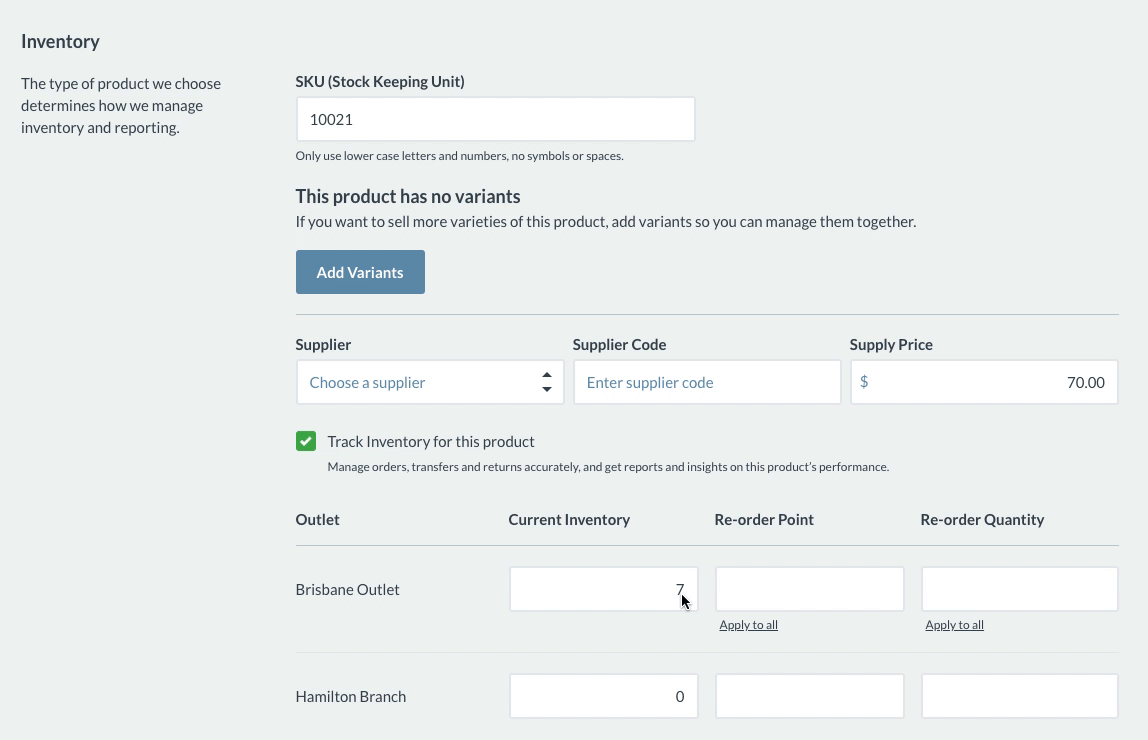 Inventory
The type of product we choose
determines how we manage
inventory and reporting.
SKU (Stock Keeping Unit)
10021
Only use lower case letters and numbers, no symbols or spaces.
This product has no variants
If you want to sell more varieties of this product, add variants so you can manage them together.
Add Variants
Supplier Supplier Code Supply Price
Choose a supplier Enter supplier code $ 70.00
Track Inventory for this product
Manage orders, transfers and returns accurately, and get reports and insights on this product's performance.
Outlet Current Inventory Re-order Point Re-order Quantity
Brisbane Outlet 7
Apply to all Apply to all
Hamilton Branch 0